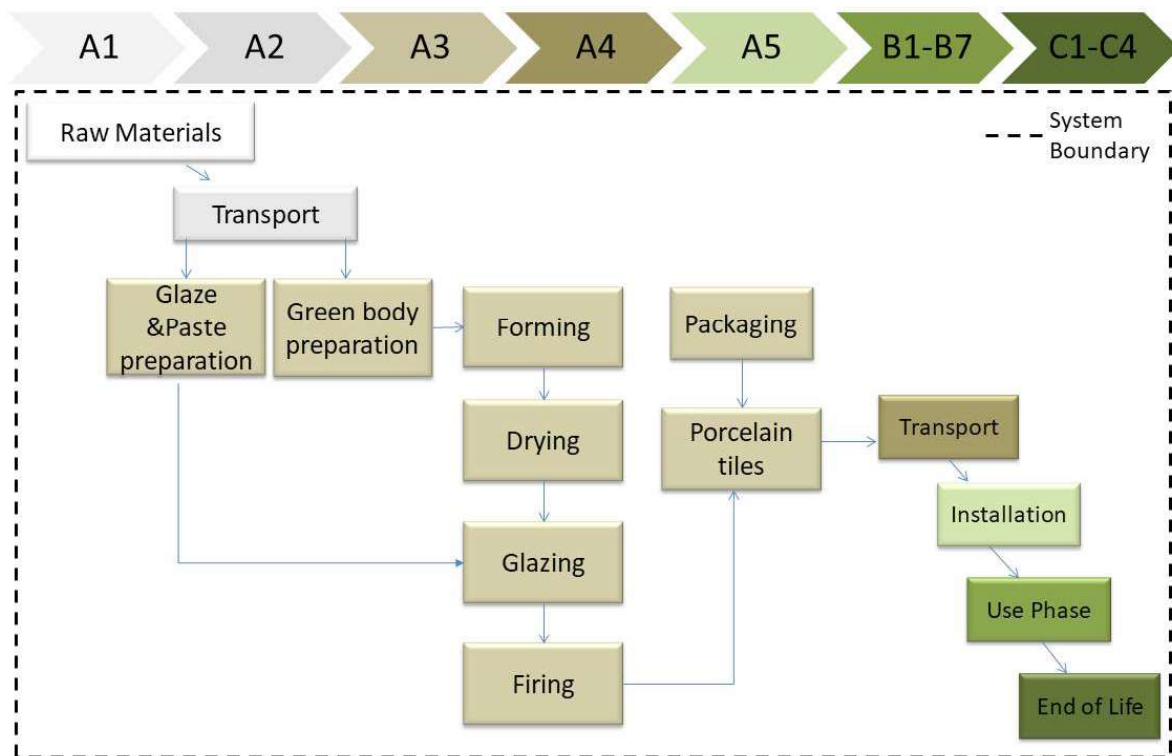 A1 A2 A3 A4 A5 B1-B7 C1-C4
System
Boundary
Raw Materials
Transport
Glaze
&Paste
preparation
Green body
preparation
Forming
Packaging
Drying
Porcelain
tiles
Transport
Glazing
Installation
Firing
Use Phase
End of Life